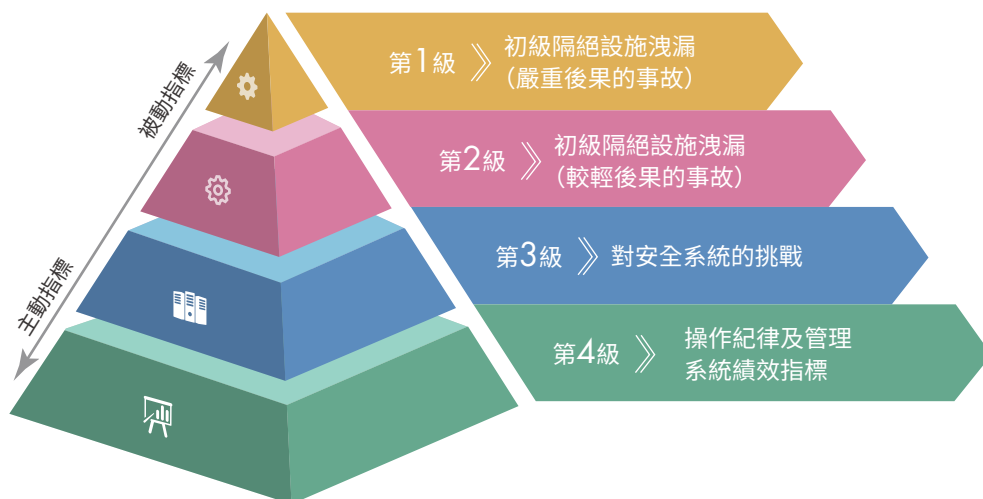 第1級
初級隔絕設施洩漏
（嚴重後果的事故）
被動指標
第2級
初級隔絕設施洩漏
（較輕後果的事故）
第3級
對安全系統的挑戰
主動指標
第4級
操作紀律及管理
系統績效指標